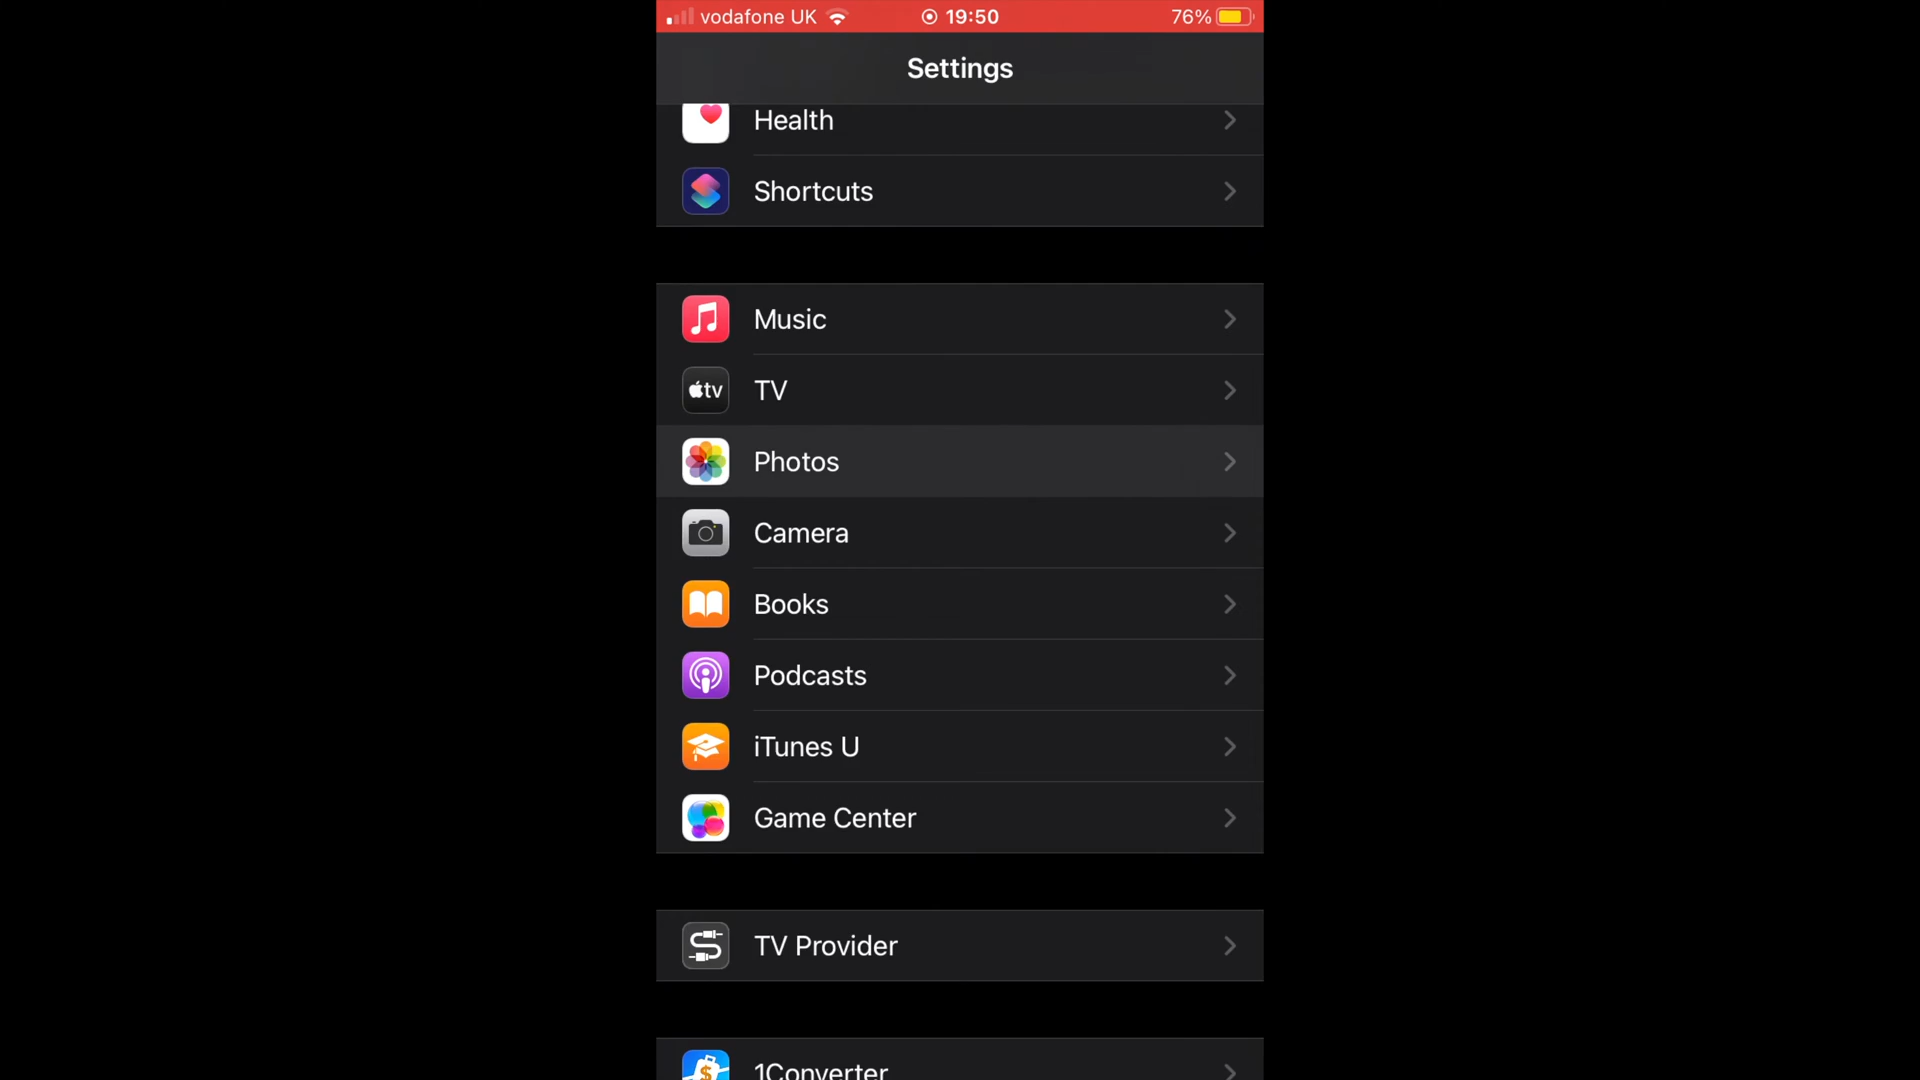 vodafone UK 19:50 76%
Settings
Health
Shortcuts
Music
tv TV
Photos
Camera
Books
Podcasts
iTunes U
Game Center
TV Provider
$ 1Converter